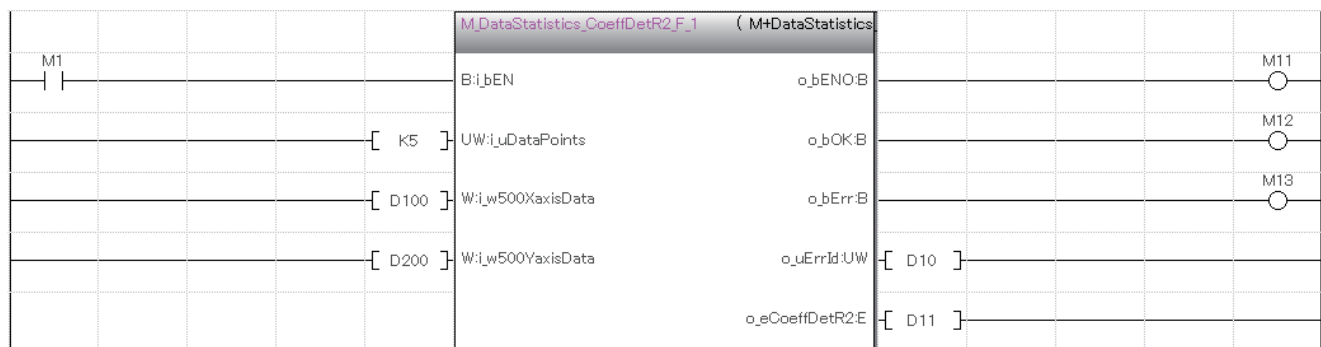 M_DataStatistics_CoeffDetR2_F_1 ( M+DataStatistics_
M1 B:i_bEN o_bENO:B M11
K5 UW:i_uDataPoints o_bOK:B M12
D100 W:i_w500XaxisData o_bErr:B M13
D200 W:i_w500YaxisData o_uErrId:UW D10
o_eCoeffDetR2:E D11